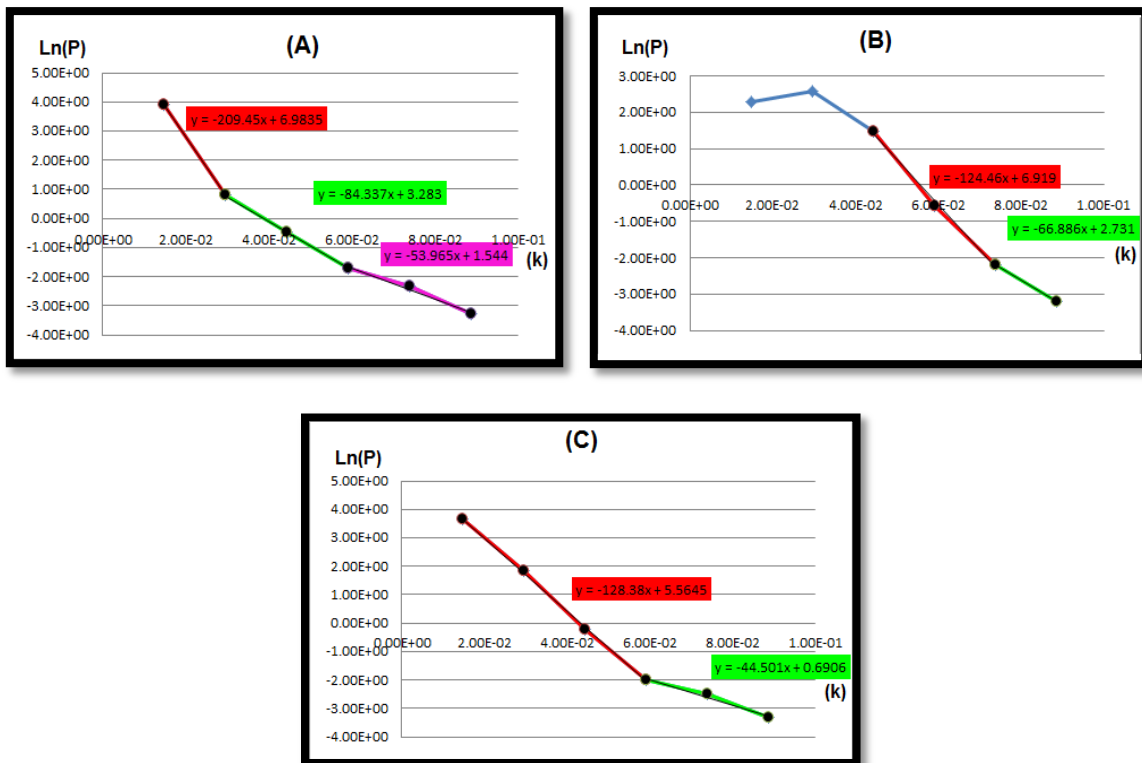 (A)
Ln(P)
5.00E+00
4.00E+00
3.00E+00
2.00E+00
1.00E+00
0.00E+00
-1.00E+00
-2.00E+00
-3.00E+00
-4.00E+00
0.00E+00 2.00E-02 4.00E-02 6.00E-02 8.00E-02 1.00E-01
y = -209.45x + 6.9835
y = -84.337x + 3.283
y = -53.965x + 1.544
(k)
(B)
Ln(P)
3.00E+00
2.00E+00
1.00E+00
0.00E+00
-1.00E+00
-2.00E+00
-3.00E+00
-4.00E+00
0.00E+00 2.00E-02 4.00E-02 6.00E-02 8.00E-02 1.00E-01
y = -124.46x + 6.919
y = -66.886x + 2.731
(k)
(C)
Ln(P)
5.00E+00
4.00E+00
3.00E+00
2.00E+00
1.00E+00
0.00E+00
-1.00E+00
-2.00E+00
-3.00E+00
-4.00E+00
0.00E+00 2.00E-02 4.00E-02 6.00E-02 8.00E-02 1.00E-01
y = -128.38x + 5.5645
y = -44.501x + 0.6906
(k)